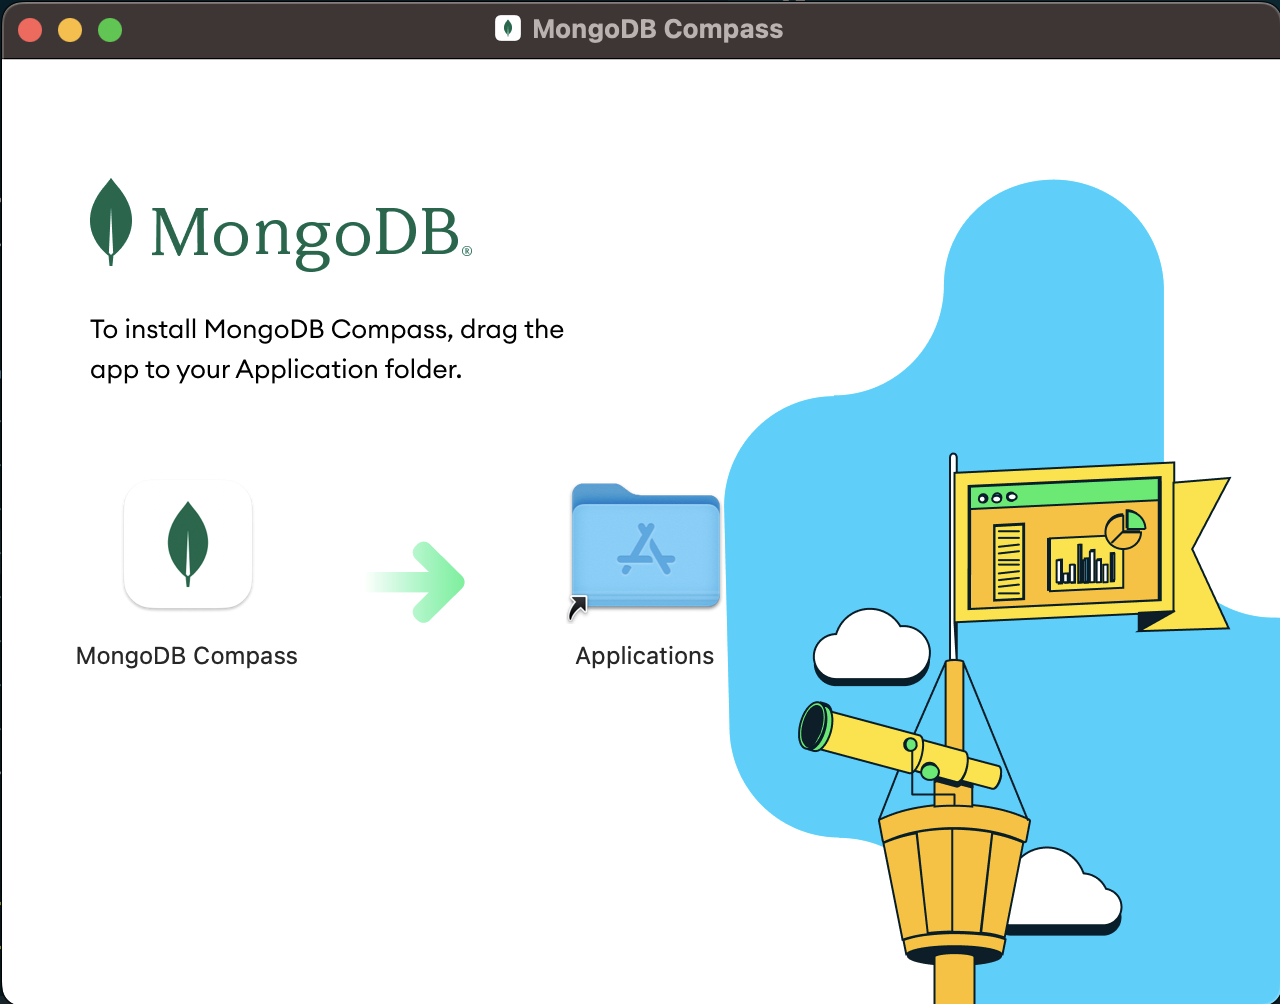 MongoDB Compass
MongoDB®
To install MongoDB Compass, drag the
app to your Application folder.
MongoDB Compass
Applications